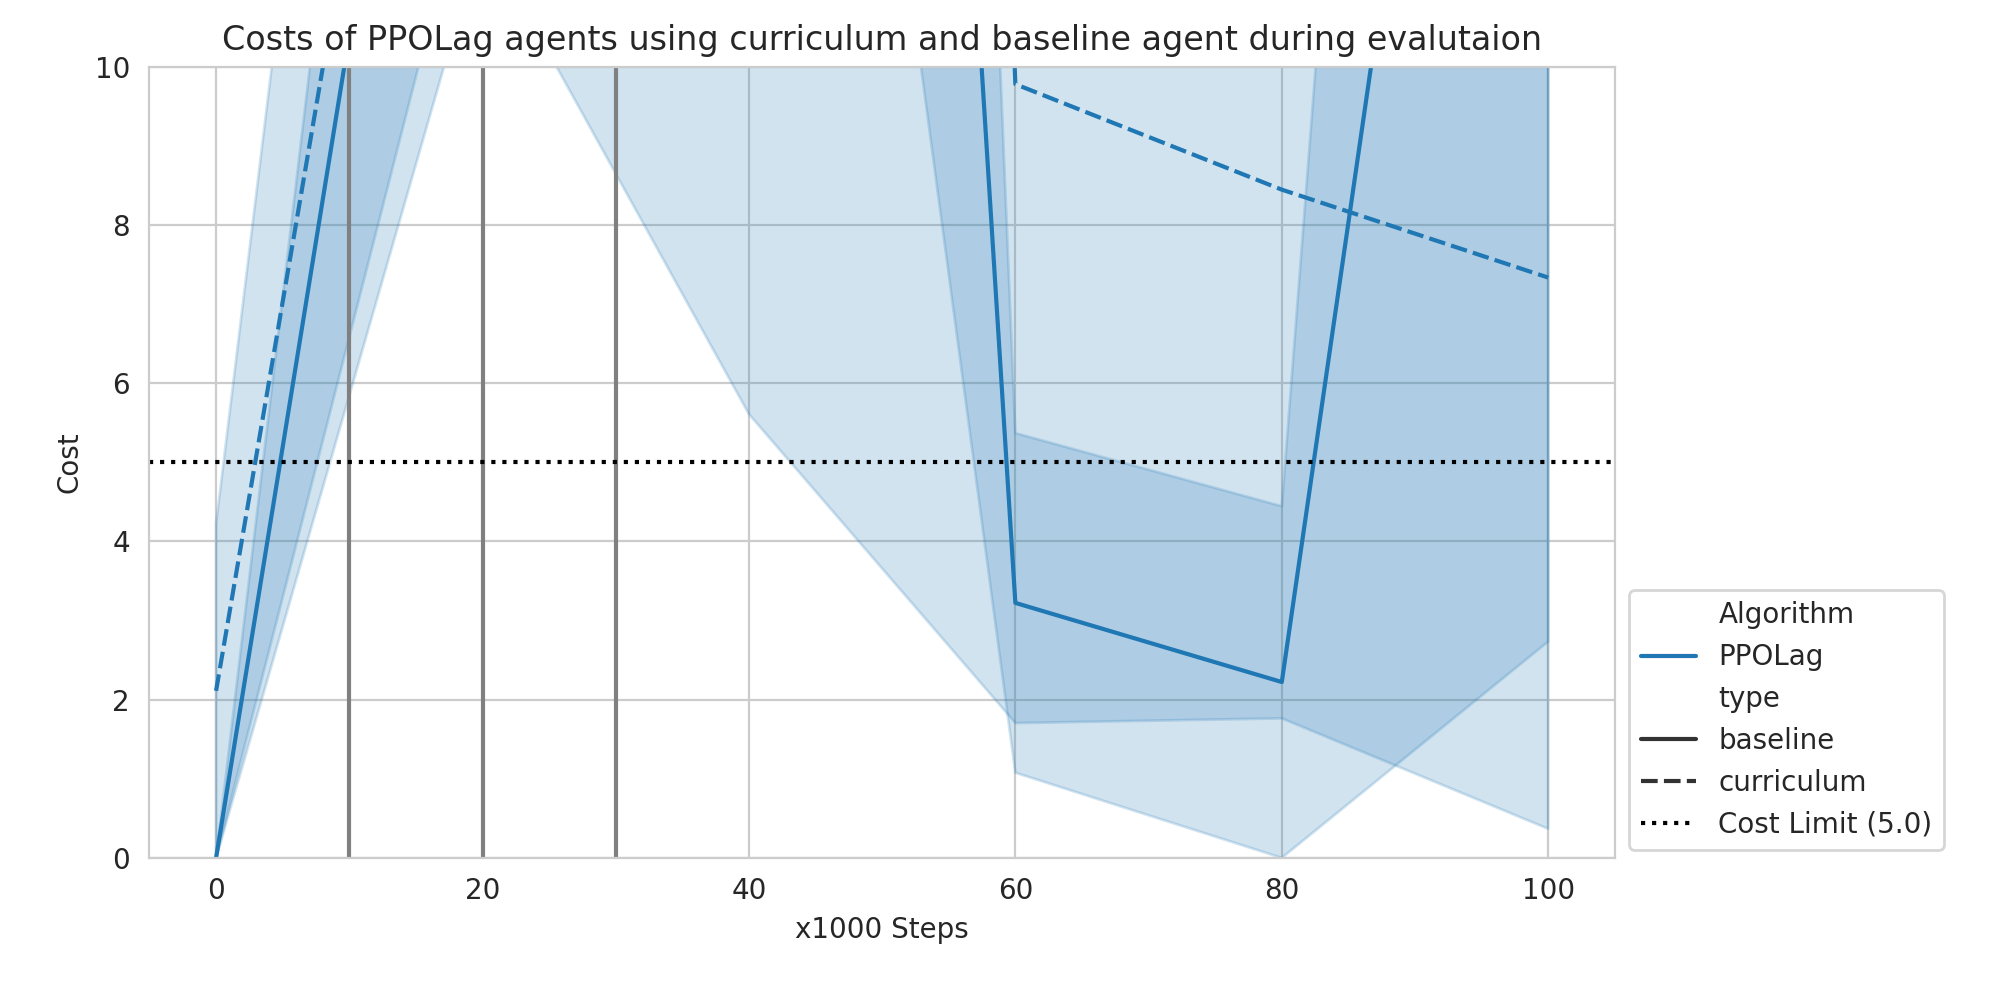 Costs of PPOLag agents using curriculum and baseline agent during evalutaion
10
8
6
4
2
0
Cost
0 20 40 60 80 100
x1000 Steps
Algorithm
PPOLag
type
baseline
curriculum
Cost Limit (5.0)